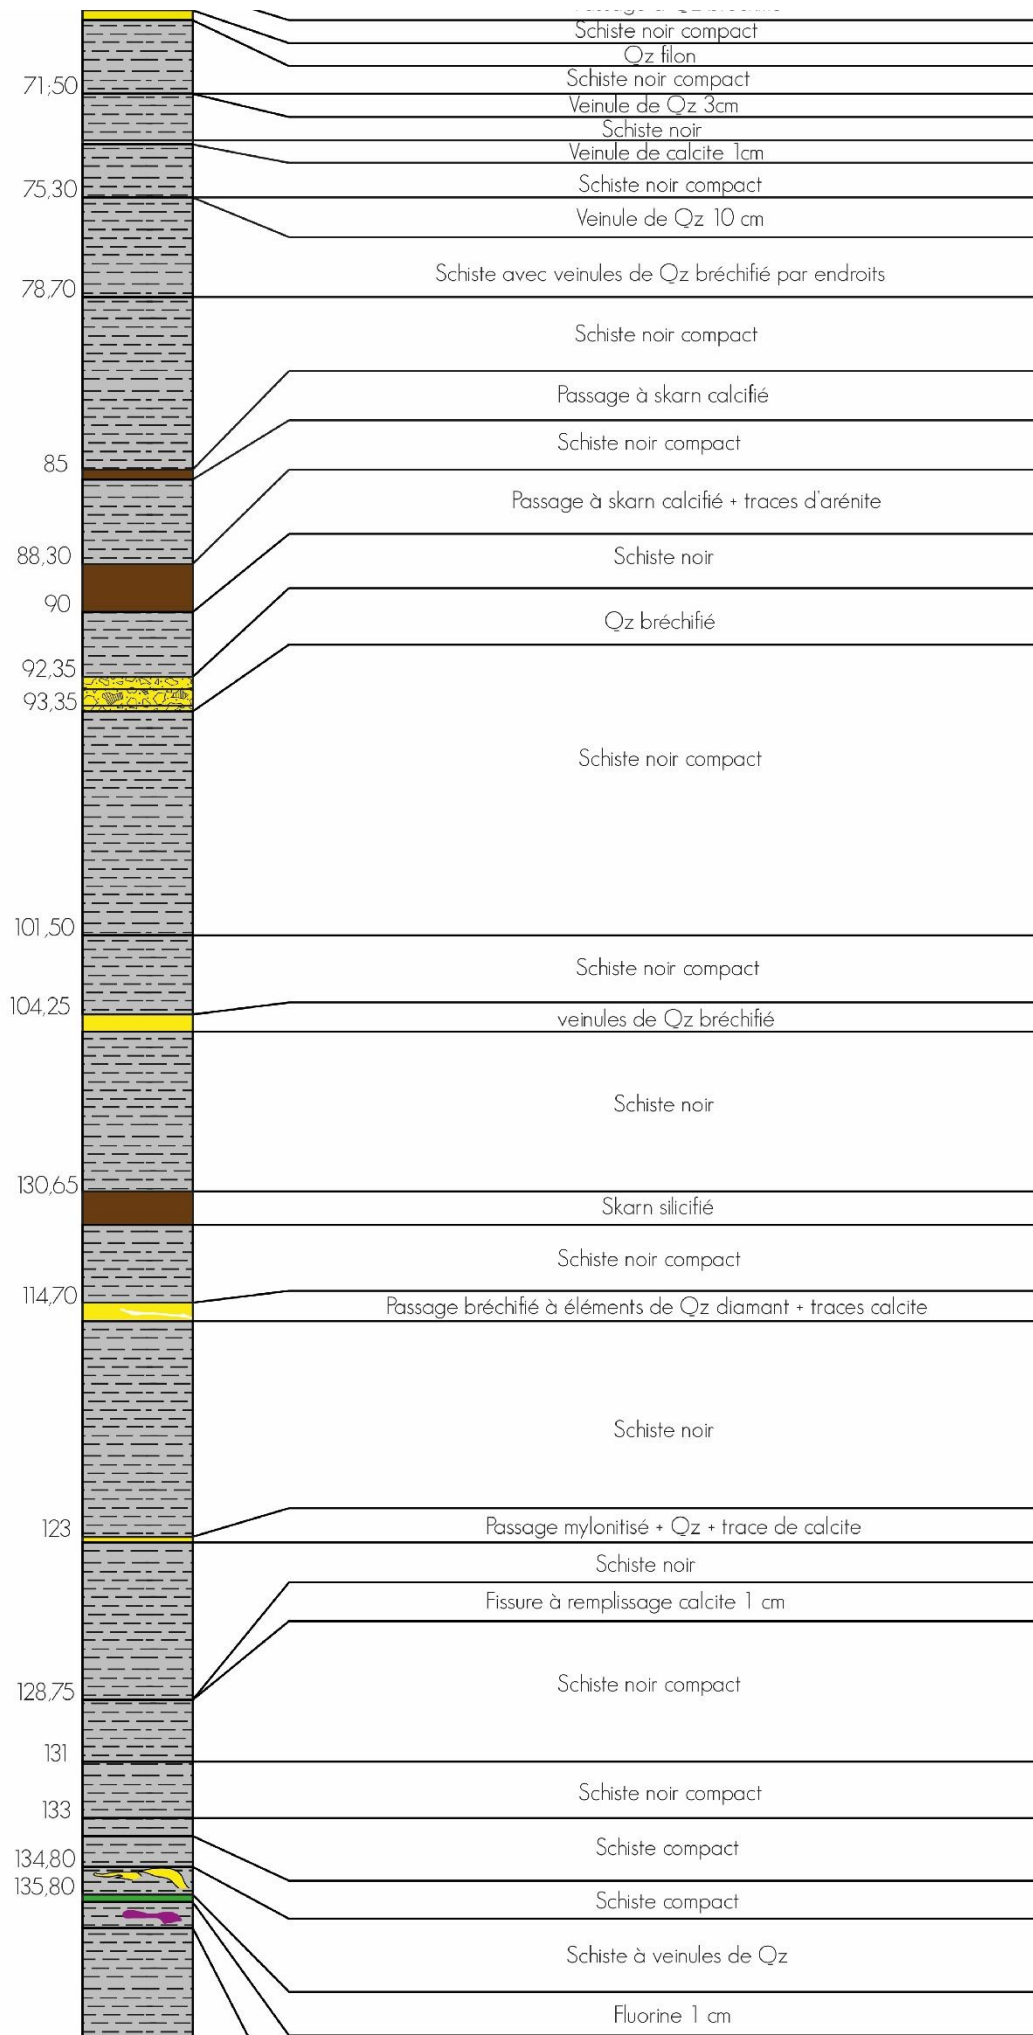 Schiste noir compact
Qz filon
71;50
Schiste noir compact
Veinule de Qz 3cm
Schiste noir
Veinule de calcite 1cm
75,30
Schiste noir compact
Veinule de Qz 10 cm
78,70
Schiste avec veinules de Qz bréchifié par endroits
Schiste noir compact
Passage à skarn calcifié
85
Schiste noir compact
Passage à skarn calcifié + traces d'arénite
88,30
Schiste noir
90
Qz bréchifié
92,35
93,35
Schiste noir compact
101,50
Schiste noir compact
104,25
veinules de Qz bréchifié
Schiste noir
130,65
Skarn silicifié
Schiste noir compact
114,70
Passage bréchifié à éléments de Qz diamant + traces calcite
Schiste noir
123
Passage mylonitisé + Qz + trace de calcite
Schiste noir
Fissure à remplissage calcite 1 cm
128,75
Schiste noir compact
131
Schiste noir compact
133
Schiste compact
134,80
135,80
Schiste compact
Schiste à veinules de Qz
Fluorine 1 cm